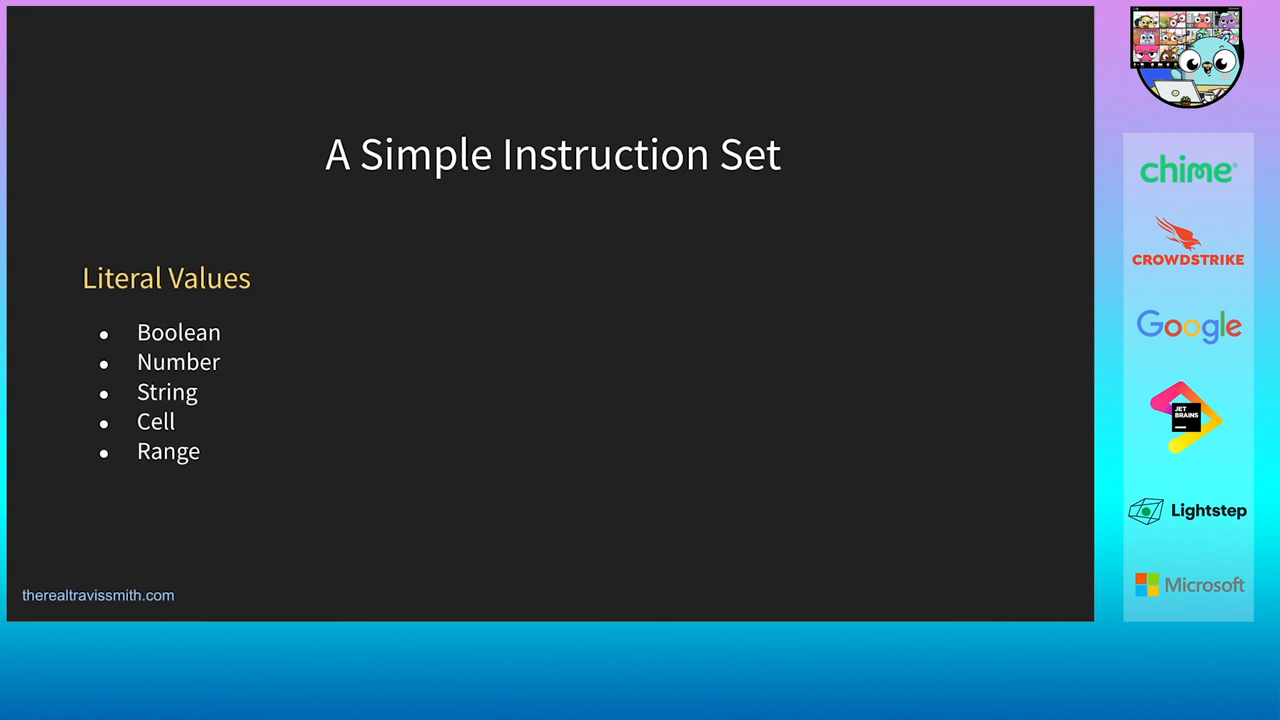 A Simple Instruction Set
Literal Values
● Boolean
● Number
● String
● Cell
● Range
therealtravissmith.com
chime®
CROWDSTRIKE
Google
JET
BRAINS
Lightstep
Microsoft